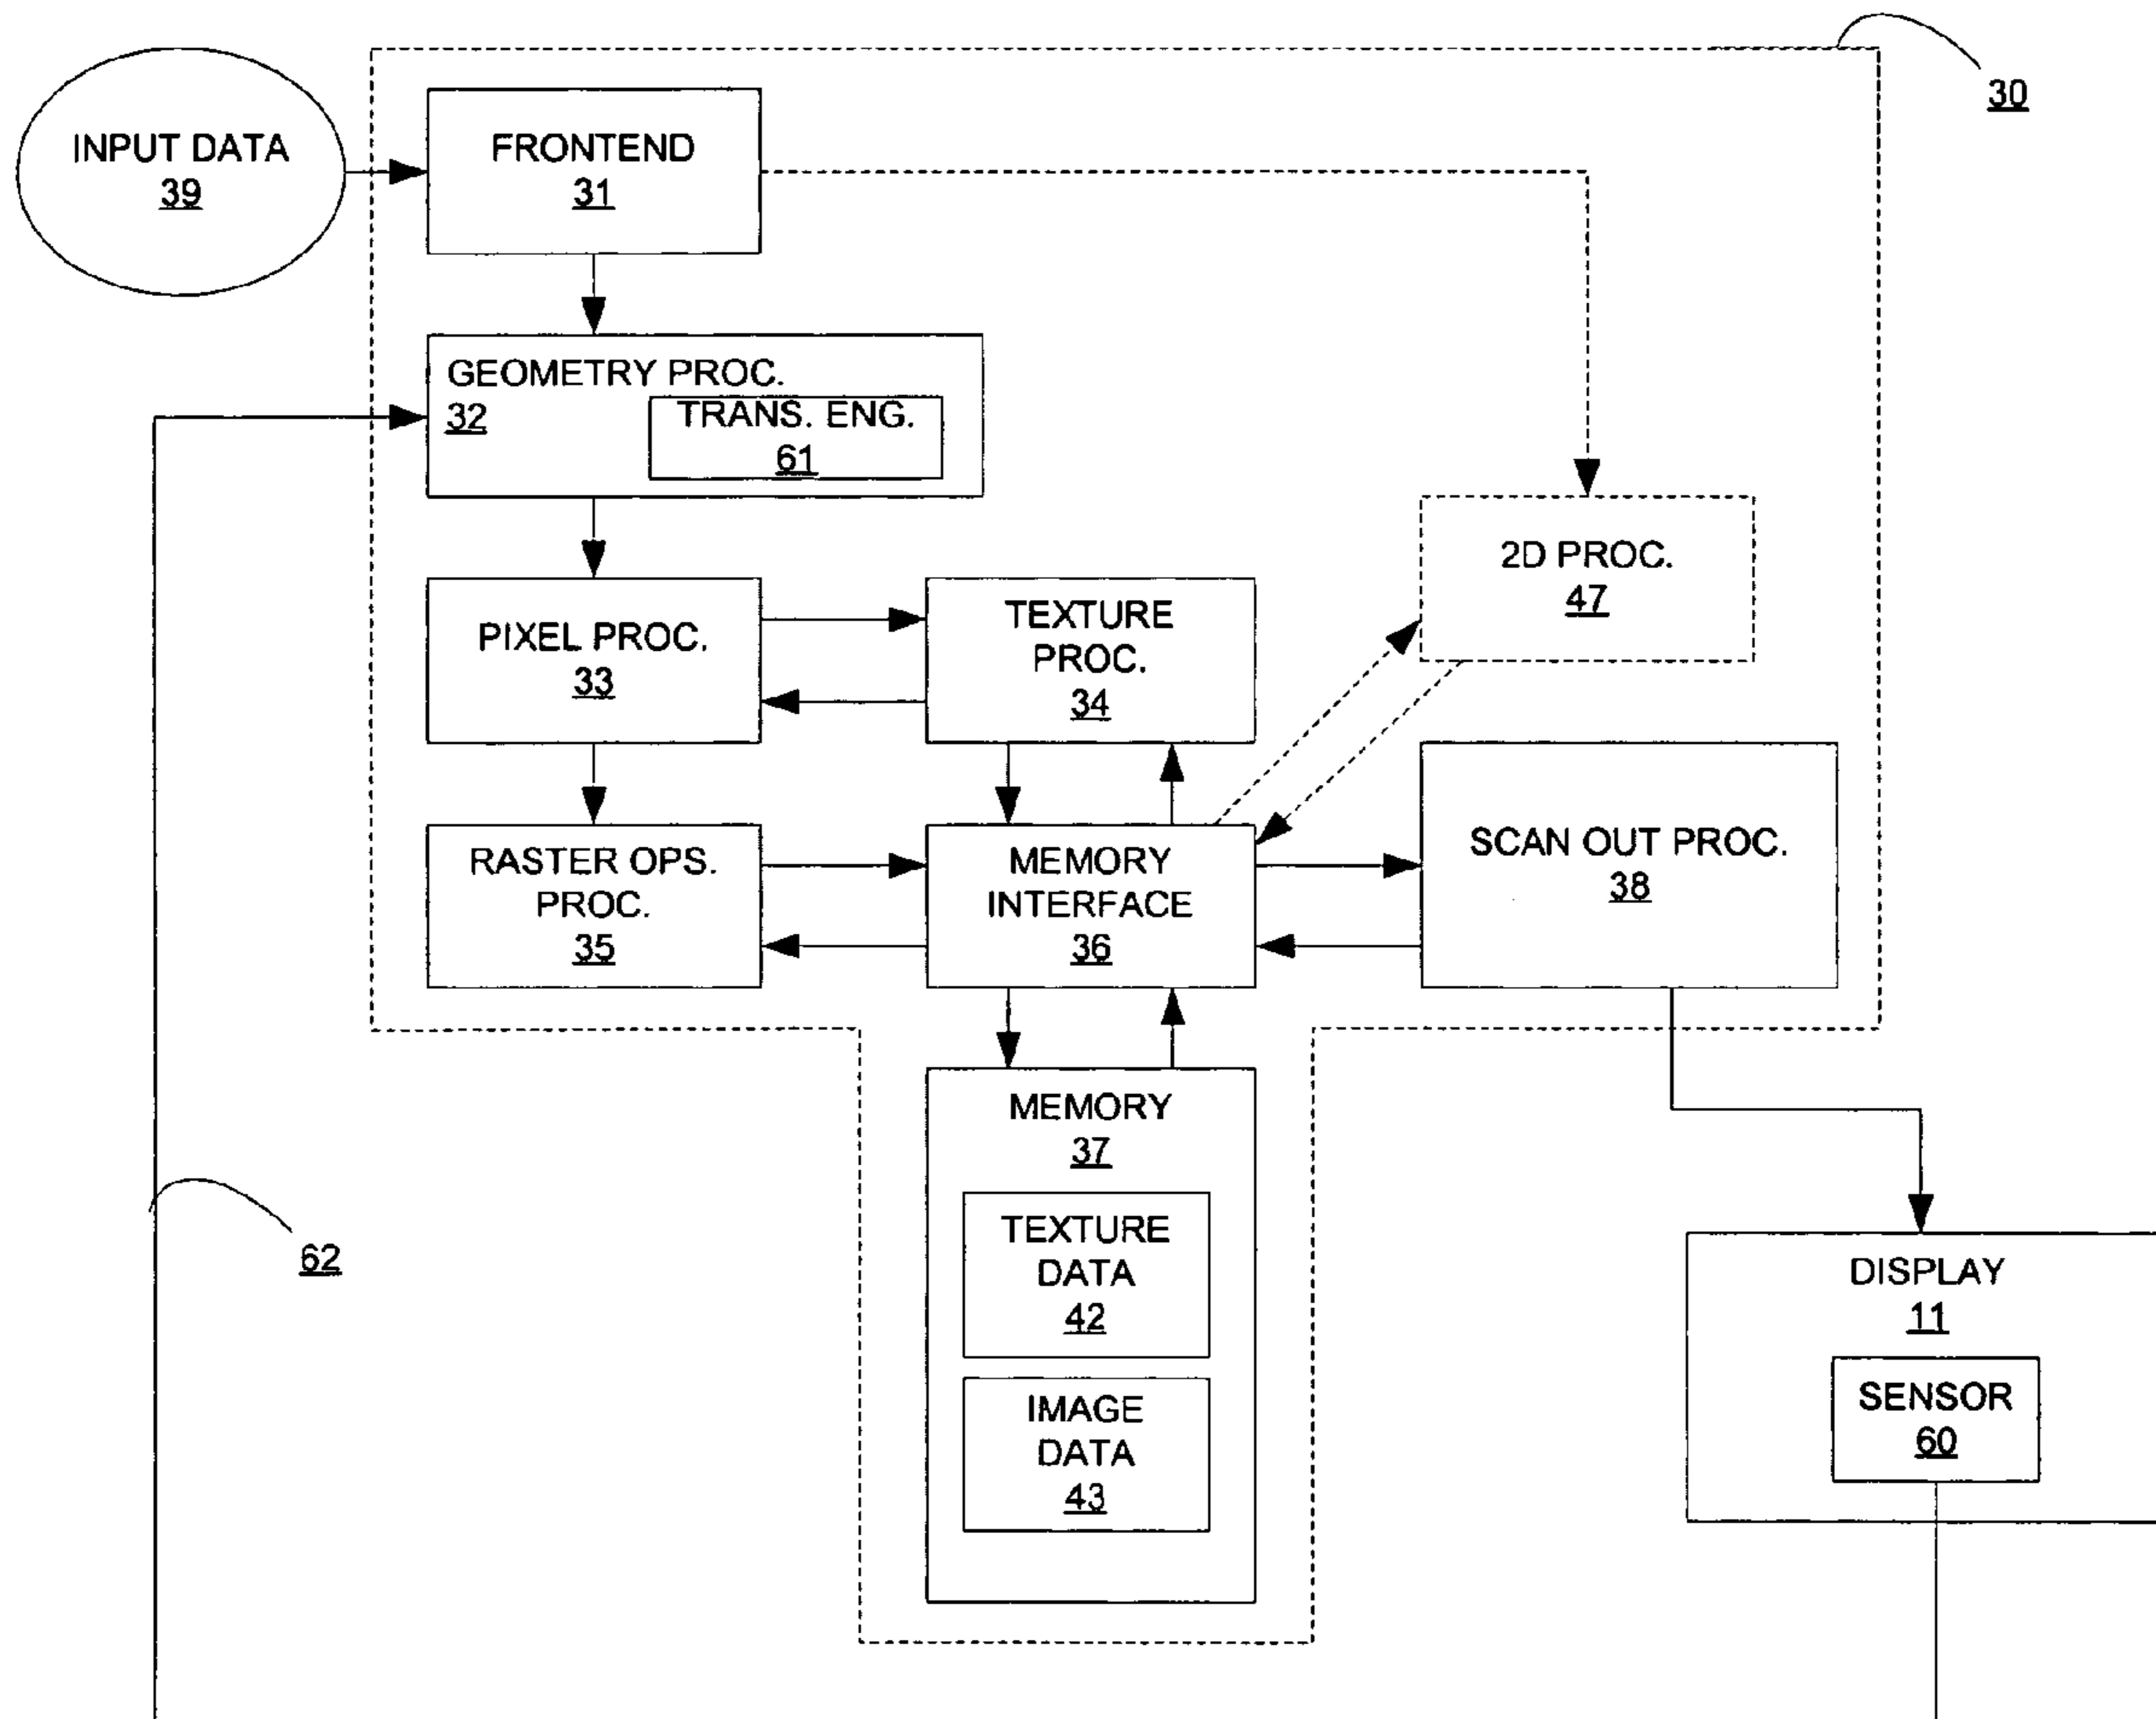 30
INPUT DATA
39
FRONTEND
31
GEOMETRY PROC.
32
TRANS. ENG.
61
2D PROC.
47
PIXEL PROC.
33
TEXTURE
PROC.
34
RASTER OPS.
PROC.
35
MEMORY
INTERFACE
36
SCAN OUT PROC.
38
MEMORY
37
TEXTURE
DATA
42
IMAGE
DATA
43
62
DISPLAY
11
SENSOR
60